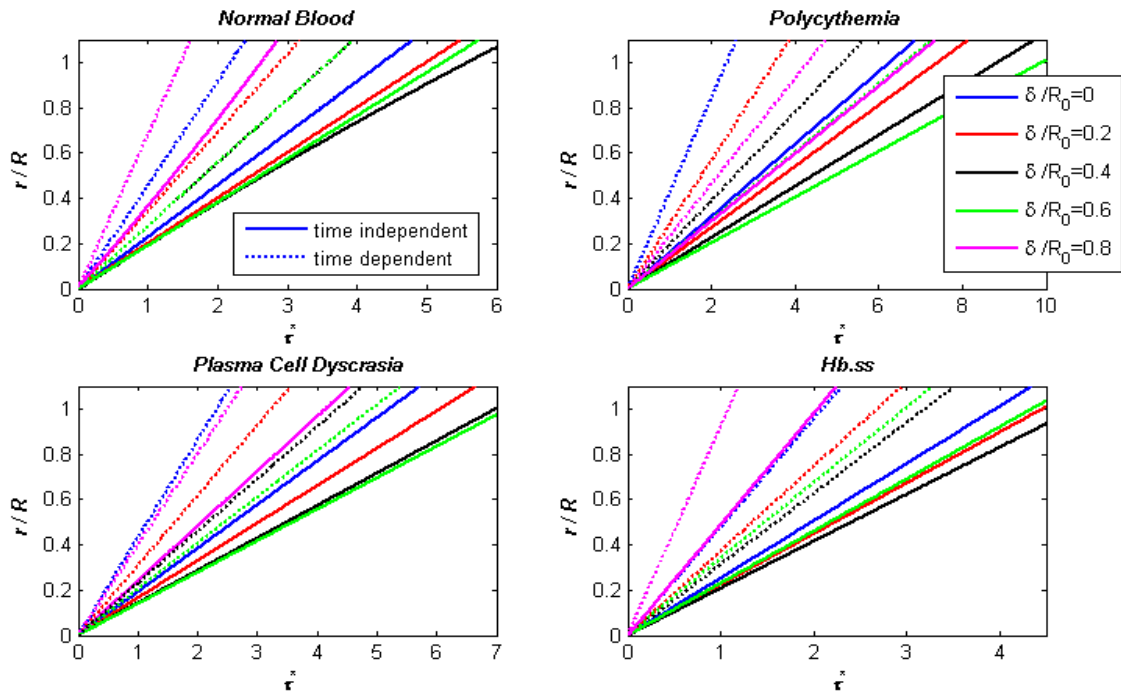 Normal Blood
1
0.8
0.6
0.4
0.2
0
0 1 2 3 4 5 6
r / R
τ*
time independent
time dependent
Polycythemia
1
0.8
0.6
0.4
0.2
0
0 2 4 6 8 10
r / R
τ*
δ /R0=0
δ /R0=0.2
δ /R0=0.4
δ /R0=0.6
δ /R0=0.8
Plasma Cell Dyscrasia
1
0.8
0.6
0.4
0.2
0
0 1 2 3 4 5 6 7
r / R
τ*
Hb.ss
1
0.8
0.6
0.4
0.2
0
0 1 2 3 4
r / R
τ*